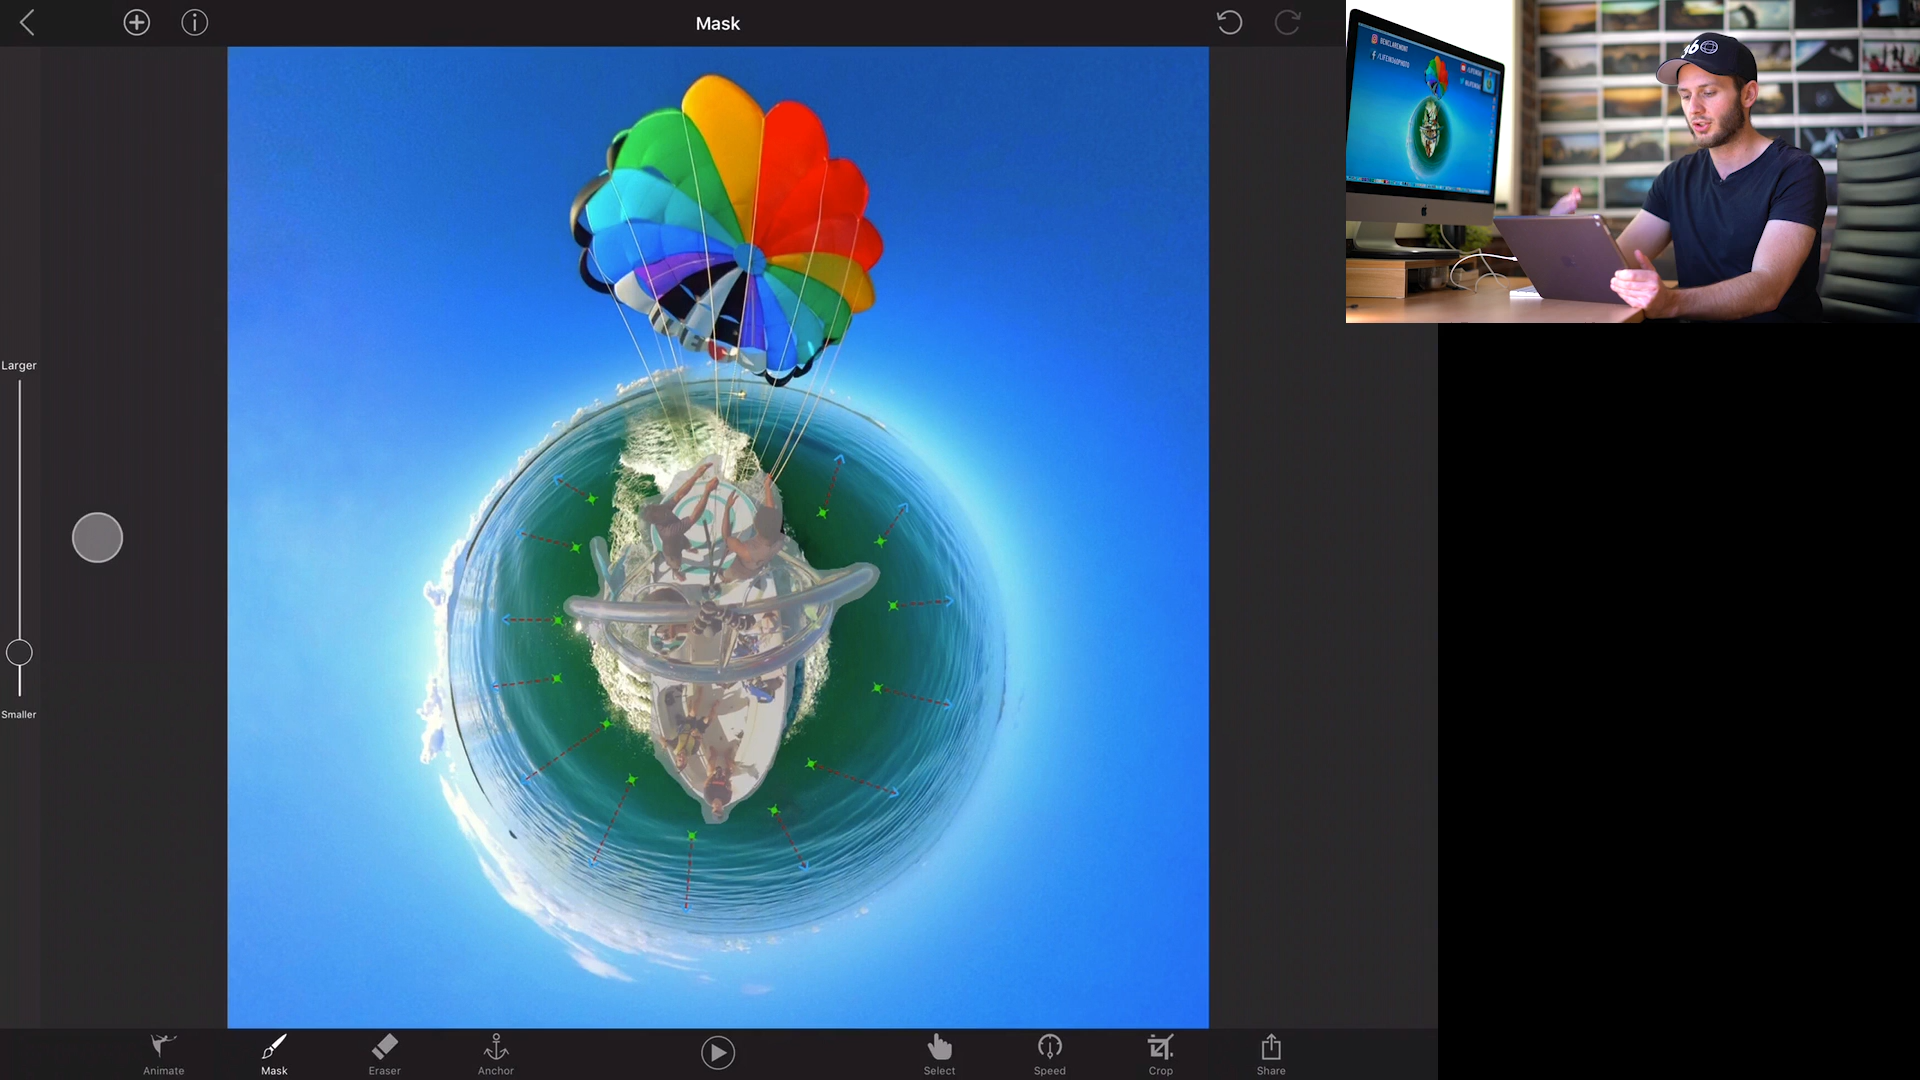 Mask
Larger
Smaller
Animate
Mask
Eraser
Anchor
Select
Speed
Crop
Share